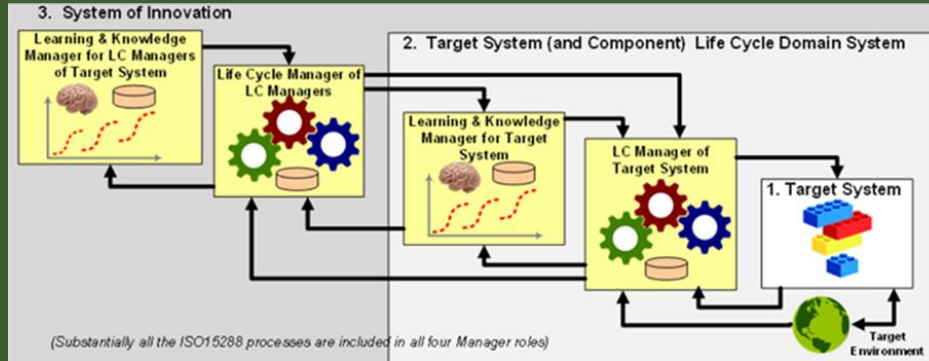 3. System of Innovation
Learning & Knowledge
Manager for LC Managers
of Target System
2. Target System (and Component) Life Cycle Domain System
Life Cycle Manager of
LC Managers
Learning & Knowledge
Manager for Target
System
LC Manager of
Target System
1. Target System
(Substantially all the ISO15288 processes are included in all four Manager roles)
Target
Environment